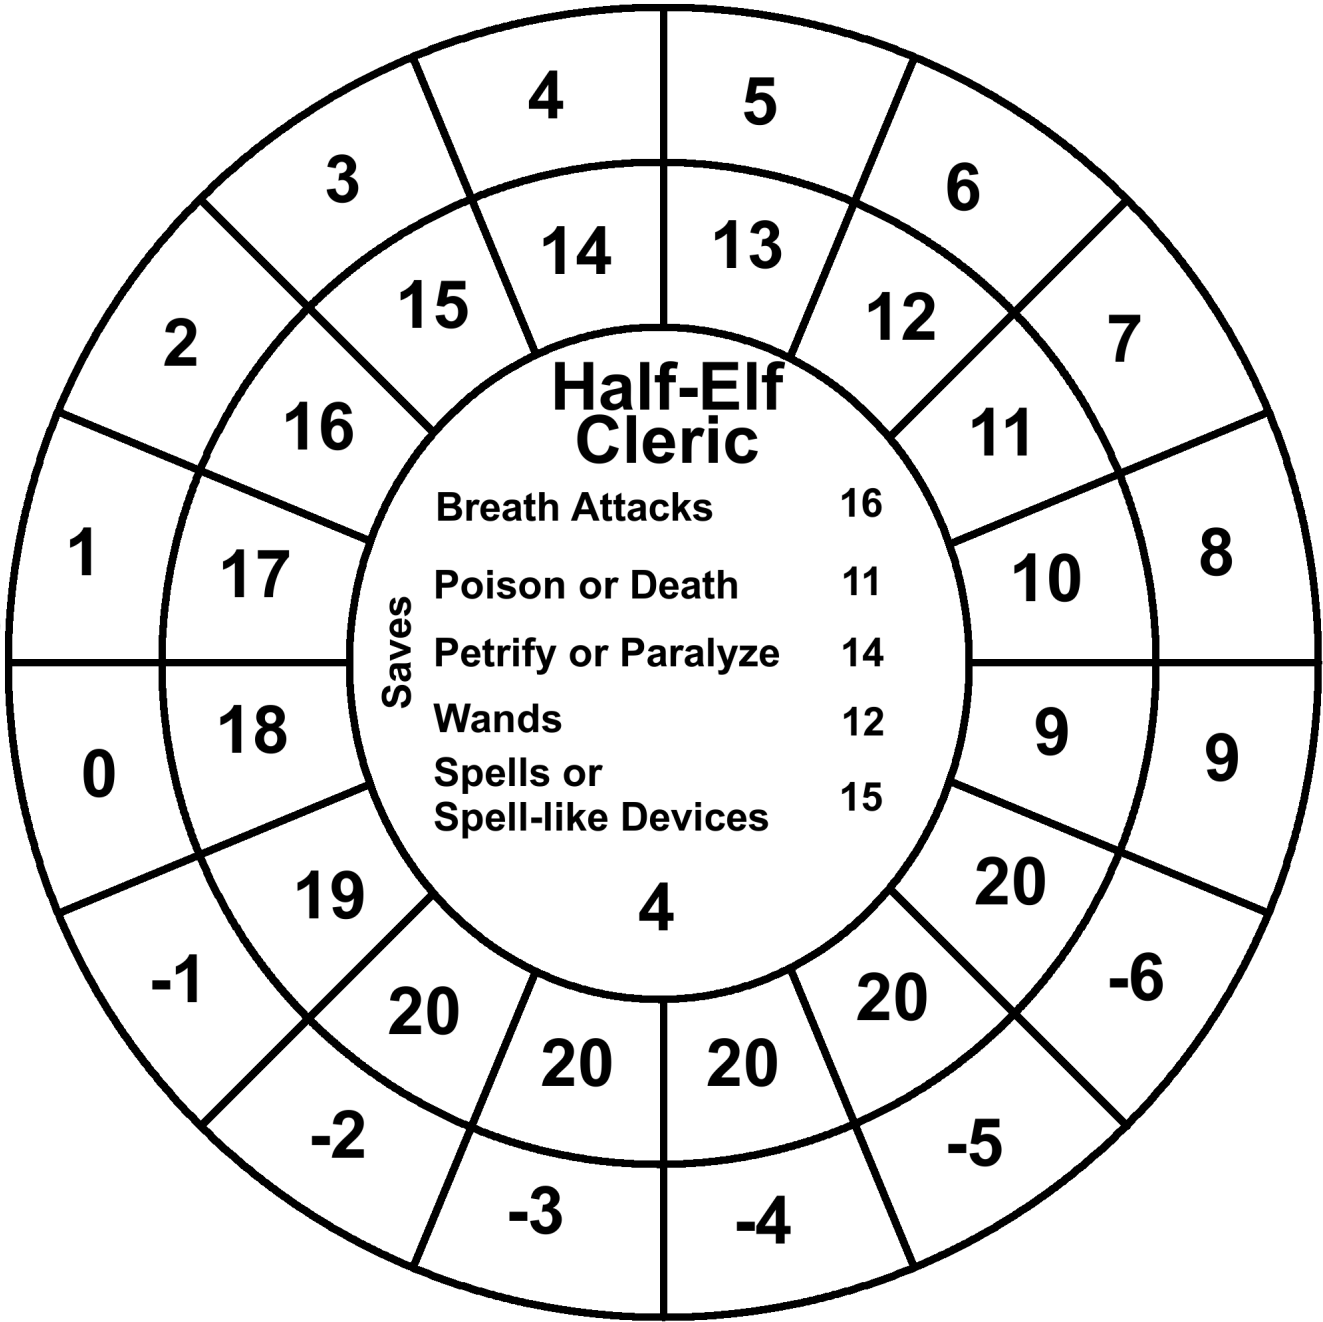 4 5
3 6
2 7
1 8
0 9
-1 -6
-2 -5
-3 -4
14 13
15 12
16 11
17 10
18 9
19 20
20 20
20 20
Half-Elf
Cleric
Saves
Breath Attacks 16
Poison or Death 11
Petrify or Paralyze 14
Wands 12
Spells or
Spell-like Devices 15
4